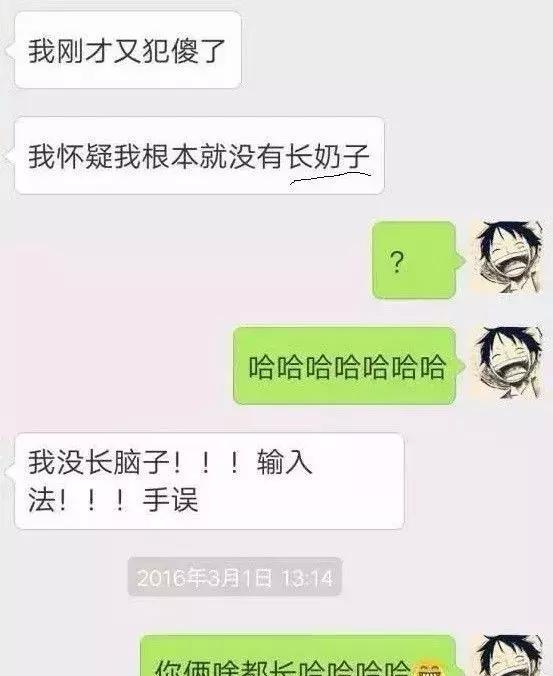 我刚才又犯傻了
我怀疑我根本就没有长奶子
？
哈哈哈哈哈哈哈
我没长脑子！！！输入
法！！！手误
2016年3月1日 13:14
你俩啥都长哈哈哈哈😁